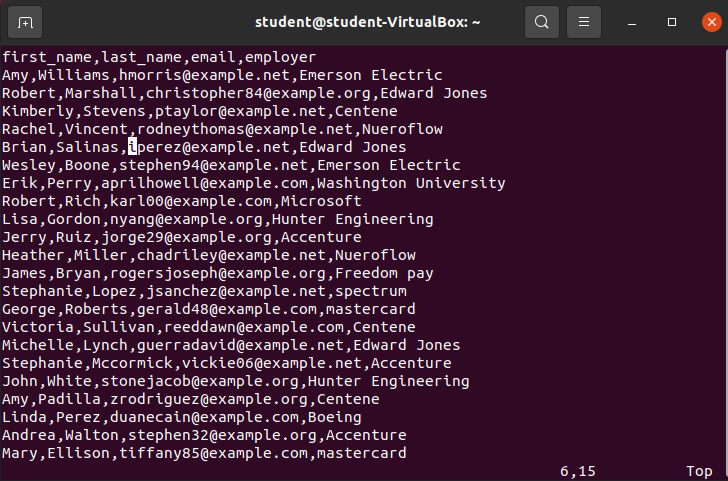 student@student-VirtualBox: ~
first_name,last_name,email,employer
Amy,Williams,hmorris@example.net,Emerson Electric
Robert,Marshall,christopher84@example.org,Edward Jones
Kimberly,Stevens,ptaylor@example.net,Centene
Rachel,Vincent,rodneythomas@example.net,Nueroflow
Brian,Salinas,iperez@example.net,Edward Jones
Wesley,Boone,stephen94@example.net,Emerson Electric
Erik,Perry,aprilhowell@example.com,Washington University
Robert,Rich,karl00@example.com,Microsoft
Lisa,Gordon,nyang@example.org,Hunter Engineering
Jerry,Ruiz,jorge29@example.org,Accenture
Heather,Miller,chadriley@example.net,Nueroflow
James,Bryan,rogersjoseph@example.org,Freedom pay
Stephanie,Lopez,jsanchez@example.net,spectrum
George,Roberts,gerald48@example.com,mastercard
Victoria,Sullivan,reeddawn@example.com,Centene
Michelle,Lynch,guerradavid@example.net,Edward Jones
Stephanie,Mccormick,vickie06@example.net,Accenture
John,White,stonejacob@example.org,Hunter Engineering
Amy,Padilla,zrodriguez@example.org,Centene
Linda,Perez,duanecain@example.com,Boeing
Andrea,Walton,stephen32@example.org,Accenture
Mary,Ellison,tiffany85@example.com,mastercard
6,15 Top